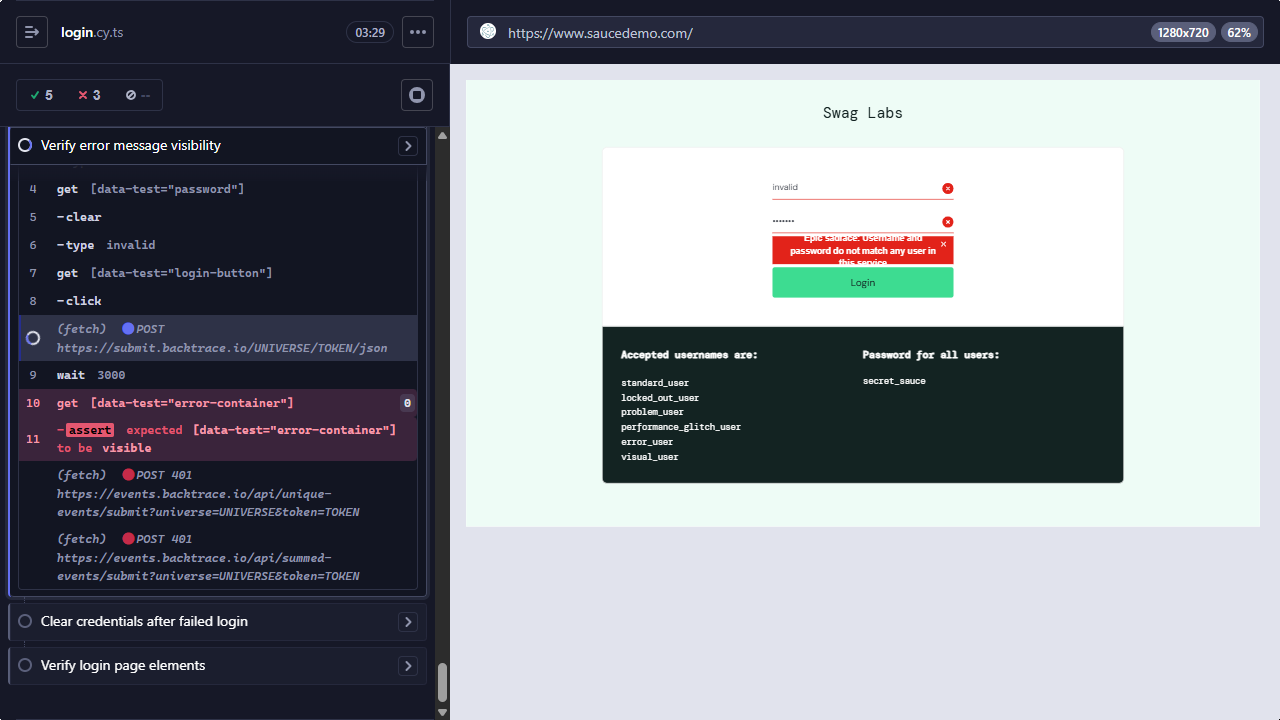 login.cy.ts
03:29
5
3
--
Verify error message visibility
4 get [data-test="password"]
5 -clear
6 -type invalid
7 get [data-test="login-button"]
8 -click
(fetch) POST
https://submit.backtrace.io/UNIVERSE/TOKEN/json
9 wait 3000
10 get [data-test="error-container"] 0
11 -assert expected [data-test="error-container"]
to be visible
(fetch) POST 401
https://events.backtrace.io/api/unique-
events/submit?universe=UNIVERSE&token=TOKEN
(fetch) POST 401
https://events.backtrace.io/api/summed-
events/submit?universe=UNIVERSE&token=TOKEN
Clear credentials after failed login
Verify login page elements
https://www.saucedemo.com/
1280x720
62%
Swag Labs
invalid
•••••••
Epic sadface: Username and
password do not match any user in
this service
Login
Accepted usernames are:
standard_user
locked_out_user
problem_user
performance_glitch_user
error_user
visual_user
Password for all users:
secret_sauce